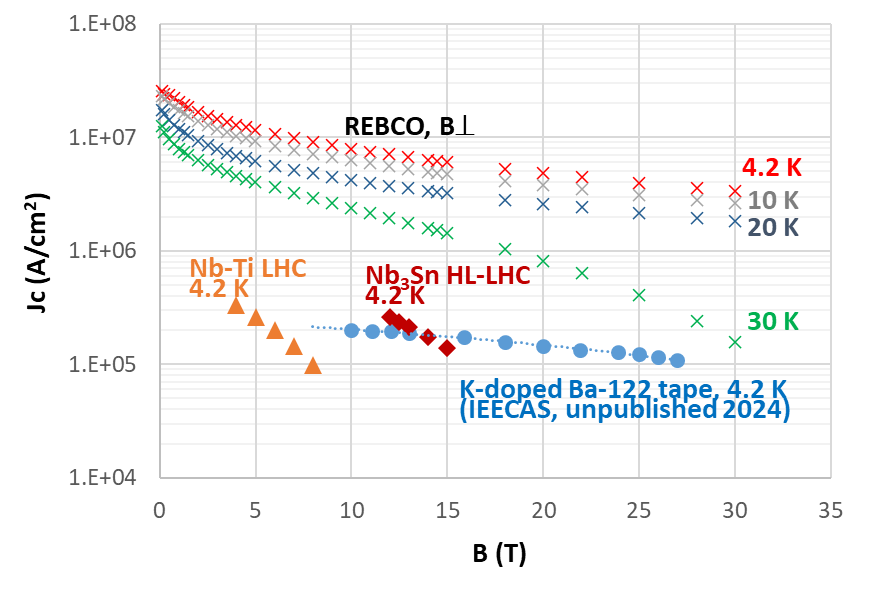 1.E+08
1.E+07
1.E+06
1.E+05
1.E+04
Jc (A/cm²)
REBCO, B⊥
4.2 K
10 K
20 K
30 K
Nb-Ti LHC
4.2 K
Nb₃Sn HL-LHC
4.2 K
K-doped Ba-122 tape, 4.2 K
(IEECAS, unpublished 2024)
0 5 10 15 20 25 30 35
B (T)